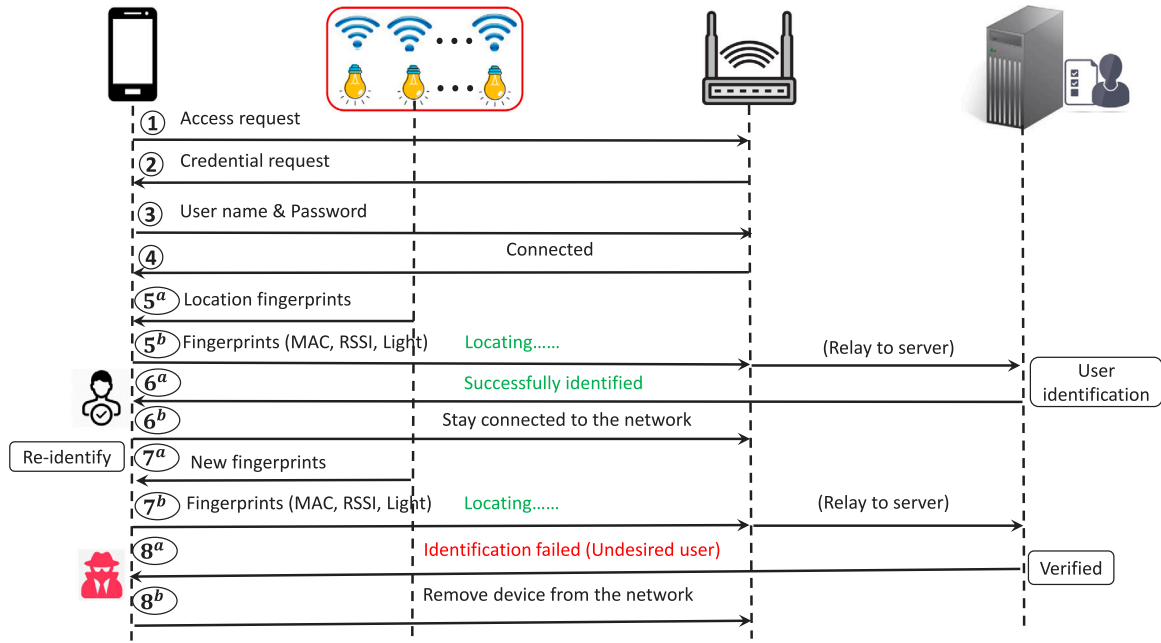 ① Access request
② Credential request
③ User name & Password
④ Connected
5ᵃ Location fingerprints
5ᵇ Fingerprints (MAC, RSSI, Light) Locating...... (Relay to server)
6ᵃ Successfully identified
User
identification
6ᵇ Stay connected to the network
Re-identify
7ᵃ New fingerprints
7ᵇ Fingerprints (MAC, RSSI, Light) Locating...... (Relay to server)
8ᵃ Identification failed (Undesired user)
Verified
8ᵇ Remove device from the network